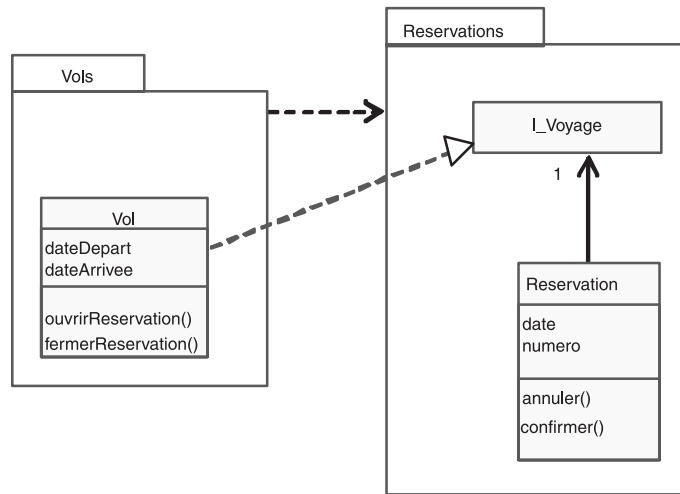 Vols
Vol
dateDepart
dateArrivee
ouvrirReservation()
fermerReservation()
Reservations
I_Voyage
1
Reservation
date
numero
annuler()
confirmer()